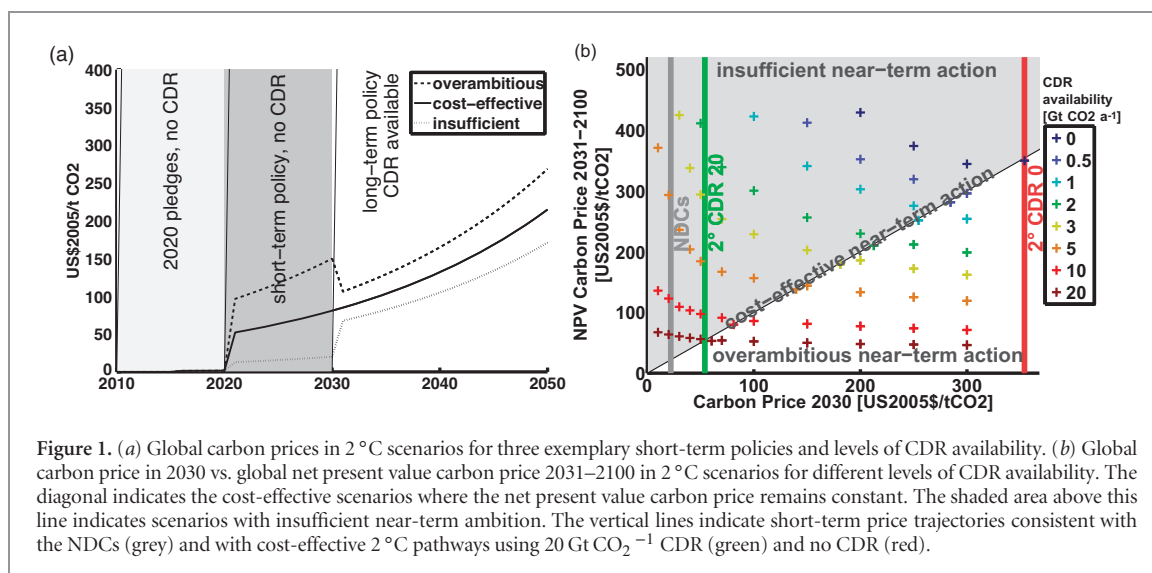 (a)
400
350
300
250
200
150
100
50
0
US$2005/t CO2
2010
2020
2030
2040
2050
2020 pledges, no CDR
short−term policy, no CDR
long−term policy
CDR available
overambitious
cost−effective
insufficient
(b)
500
400
300
200
100
0
NPV Carbon Price 2031−2100
[US2005$/tCO2]
0
100
200
300
Carbon Price 2030 [US2005$/tCO2]
insufficient near−term action
NDCs
2° CDR 20
cost−effective near−term action
overambitious near−term action
2° CDR 0
CDR
availability
[Gt CO2 a-1]
0
0.5
1
2
3
5
10
20
Figure 1. (a) Global carbon prices in 2 °C scenarios for three exemplary short-term policies and levels of CDR availability. (b) Global
carbon price in 2030 vs. global net present value carbon price 2031–2100 in 2 °C scenarios for different levels of CDR availability. The
diagonal indicates the cost-effective scenarios where the net present value carbon price remains constant. The shaded area above this
line indicates scenarios with insufficient near-term ambition. The vertical lines indicate short-term price trajectories consistent with
the NDCs (grey) and with cost-effective 2 °C pathways using 20 Gt CO₂ ⁻¹ CDR (green) and no CDR (red).